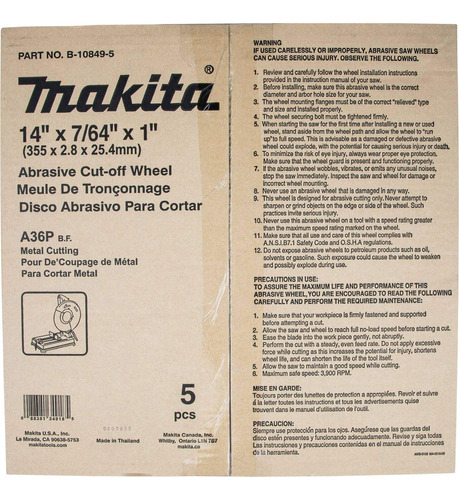 PART NO. B-10849-5
makita®
14" x 7/64" x 1"
(355 x 2.8 x 25.4mm)
Abrasive Cut-off Wheel
Meule De Tronçonnage
Disco Abrasivo Para Cortar
A36P B.F.
Metal Cutting
Pour De'Coupage de Métal
Para Cortar Metal
5
pcs
Makita U.S.A., Inc.
La Mirada, CA 90638-5753
makitatools.com
Made in Thailand
Makita Canada, Inc.
Whitby, Ontario L1N 7B7
makita.ca
WARNING
IF USED CARELESSLY OR IMPROPERLY, ABRASIVE SAW WHEELS
CAN CAUSE SERIOUS INJURY. OBSERVE THE FOLLOWING.
1. Review and carefully follow the wheel installation instructions
provided in the instruction manual of your saw.
2. Before installing, make sure this abrasive wheel is the correct
diameter and arbor hole size for your saw.
3. The wheel mounting flanges must be of the correct "relieved" type
and size and installed properly.
4. The wheel securing bolt must be tightened firmly.
5. When starting the saw for the first time after installing a new or used
wheel, stand aside from the wheel path and allow the wheel to "run
up" to full speed. This is advisable as a damaged or defective abrasive
wheel could explode, with the potential for causing serious injury or death.
6. To minimize the risk of eye injury, always wear proper eye protection.
Make sure that the wheel guard is present and functioning properly.
7. If the abrasive wheel wobbles, vibrates, or emits any unusual noises,
stop the saw immediately. Inspect the saw and wheel for damage or
incorrect wheel mounting.
8. Never use an abrasive wheel that is damaged in any way.
9. This wheel is designed for abrasive cutting only. Never attempt to
sharpen or grind objects on the edge or side of the wheel. Such
practices invite serious injury.
10. Never use this abrasive wheel on a tool with a speed rating greater
than the maximum speed rating marked on the wheel.
11. Make sure that all use and care of this wheel complies with
A.N.S.I.B7.1 Safety Code and O.S.H.A regulations.
12. Do not expose abrasive wheels to petroleum products such as oil,
solvents or gasoline. Such exposure could cause the wheel to weaken
and possibly explode during use.
PRECAUTIONS IN USE:
TO ASSURE THE MAXIMUM LIFE AND PERFORMANCE OF THIS
ABRASIVE WHEEL, YOU ARE ENCOURAGED TO READ THE FOLLOWING
CAREFULLY AND PERFORM THE REQUIRED MAINTENANCE:
1. Make sure that your workpiece is firmly fastened and supported
before attempting a cut.
2. Allow the saw and wheel to reach full no-load speed before starting a cut.
3. Ease the blade into the work piece gently, not abruptly.
4. Perform the cut with a steady, even feed rate. Do not apply excessive
force while cutting as this increases the potential for injury, shortens
wheel life, and can shorten the life of the tool itself.
5. Allow the saw to maintain a good speed while cutting.
6. Maximum safe speed: 3,900 RPM.
MISE EN GARDE:
Toujours porter des lunettes de protection a appropriées. Revoir et suivre
á la letter toutes les instructions et tous les avertissements que vous
trouverez dans le manuel d'utilisation de l'outil.
PRECAUCIÓN:
Siempre use protección para los ojos. Asegúrese que las guardas del
disco estén presentes y funcionando adecuadamente. Revise y siga todas
Las instrucciones y precauciones contenidas en el manual de instrucción
de la herramienta.